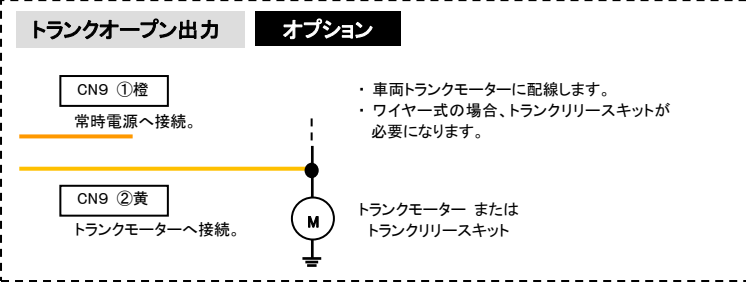 トランクオープン出力 オプション
CN9 ①橙
常時電源へ接続。
・ 車両トランクモーターに配線します。
・ ワイヤー式の場合、トランクリリースキットが
必要になります。
CN9 ②黄
トランクモーターへ接続。
M
トランクモーター または
トランクリリースキット